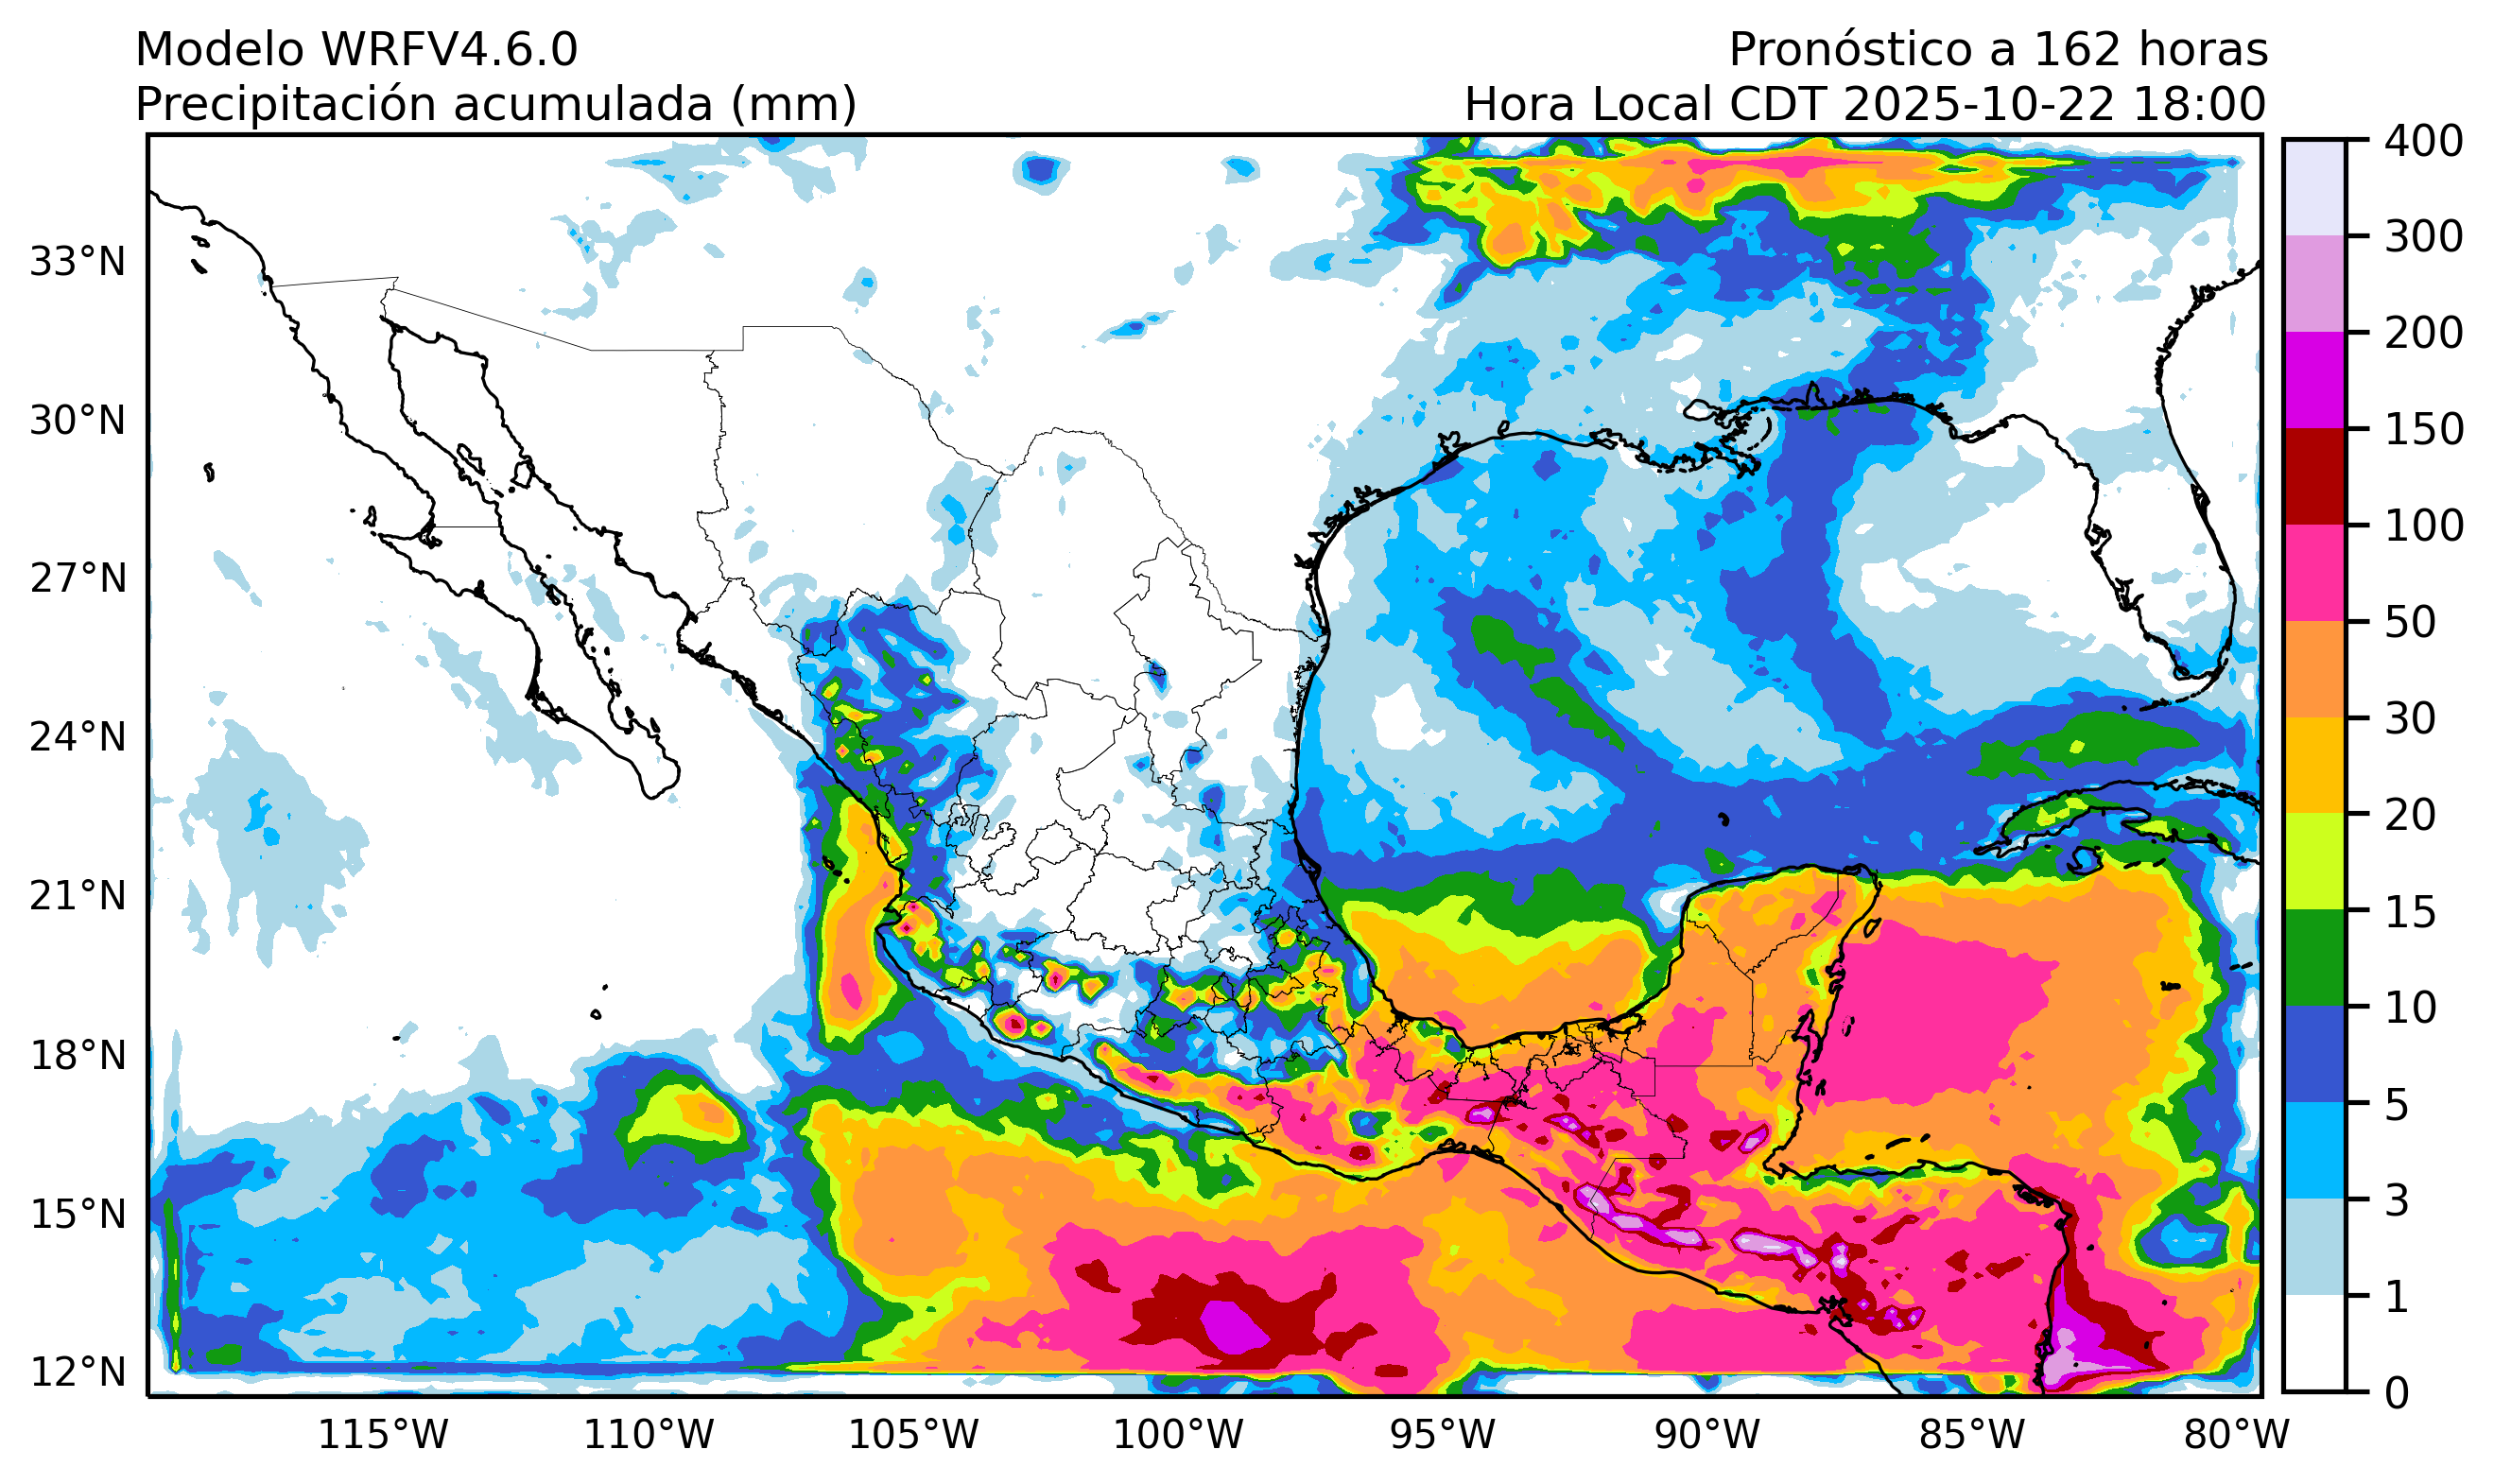 Modelo WRFV4.6.0
Pronóstico a 162 horas
Precipitación acumulada (mm)
Hora Local CDT 2025-10-22 18:00
33°N
30°N
27°N
24°N
21°N
18°N
15°N
12°N
115°W
110°W
105°W
100°W
95°W
90°W
85°W
80°W
400
300
200
150
100
50
30
20
15
10
5
3
1
0